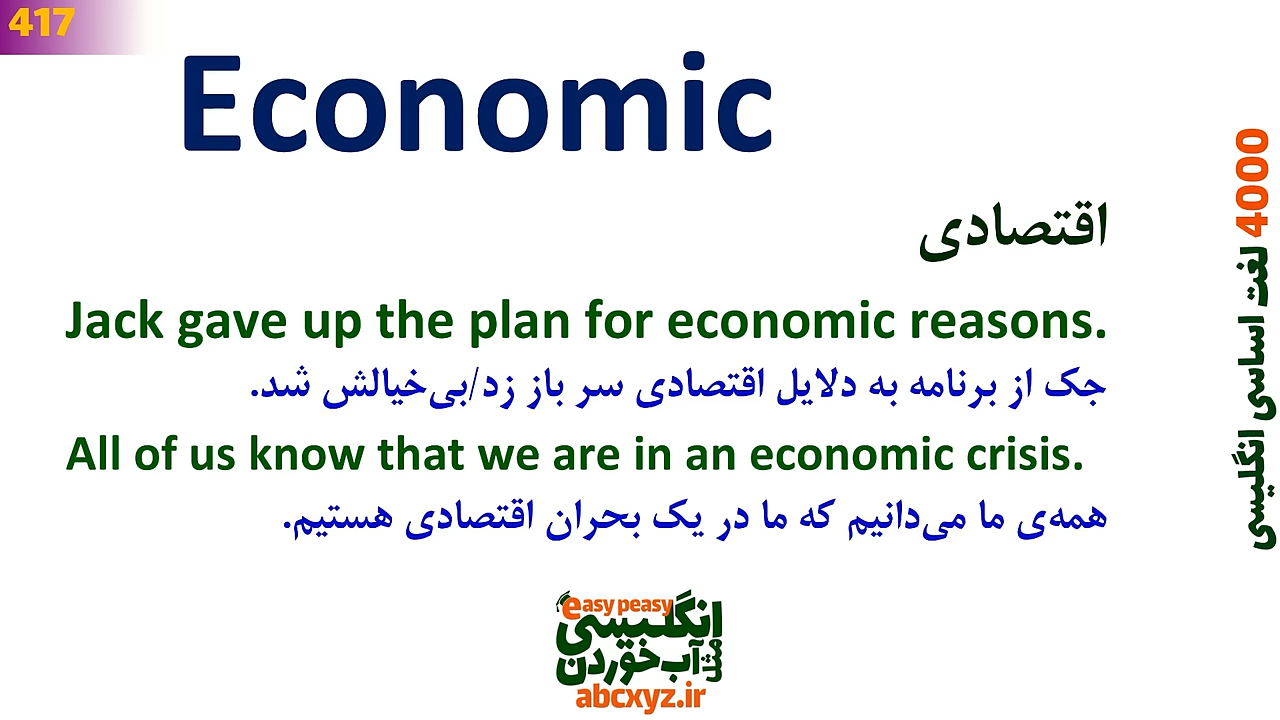 417
Economic
اقتصادی
Jack gave up the plan for economic reasons.
جک از برنامه به دلایل اقتصادی سر باز زد/بی‌خیالش شد.
All of us know that we are in an economic crisis.
همه‌ی ما می‌دانیم که ما در یک بحران اقتصادی هستیم.
4000 لغت اساسی انگلیسی
easy peasy
انگلیسی
مثل آب خوردن
abcxyz.ir